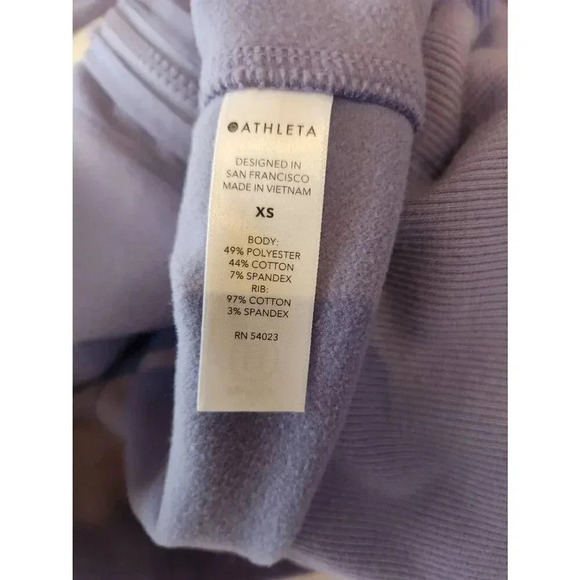 ATHLETA
DESIGNED IN
SAN FRANCISCO
MADE IN VIETNAM
XS
BODY:
49% POLYESTER
44% COTTON
7% SPANDEX
RIB:
97% COTTON
3% SPANDEX
RN 54023